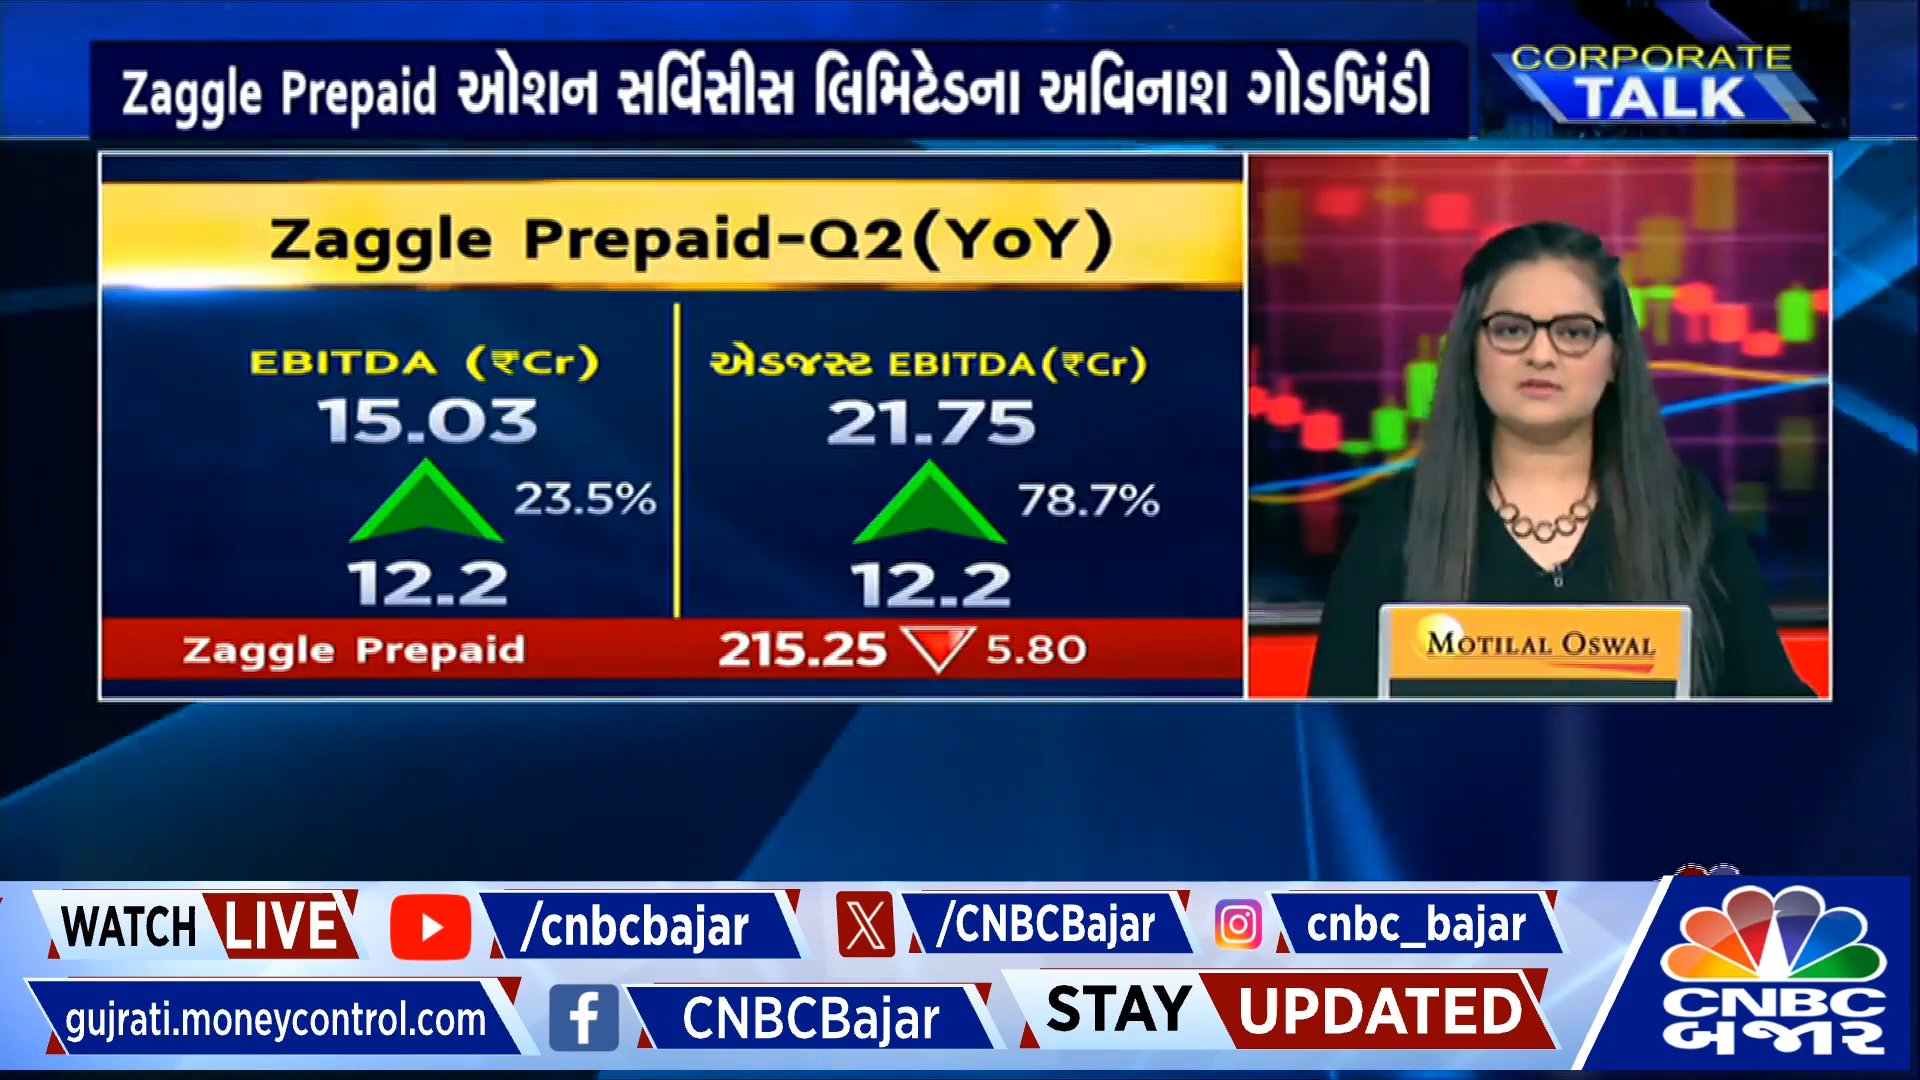 Zaggle Prepaid ઓશન સર્વિસીસ લિમિટેડના અવિનાશ ગોડખિંડી
CORPORATE
TALK
Zaggle Prepaid-Q2(YoY)
EBITDA (₹Cr)
15.03
23.5%
12.2
એડજસ્ટ EBITDA(₹Cr)
21.75
78.7%
12.2
Zaggle Prepaid 215.25 5.80
MOTILAL OSWAL
WATCH LIVE /cnbcbajar /CNBCBajar cnbc_bajar
gujrati.moneycontrol.com CNBCBajar STAY UPDATED
CNBC
બજાર